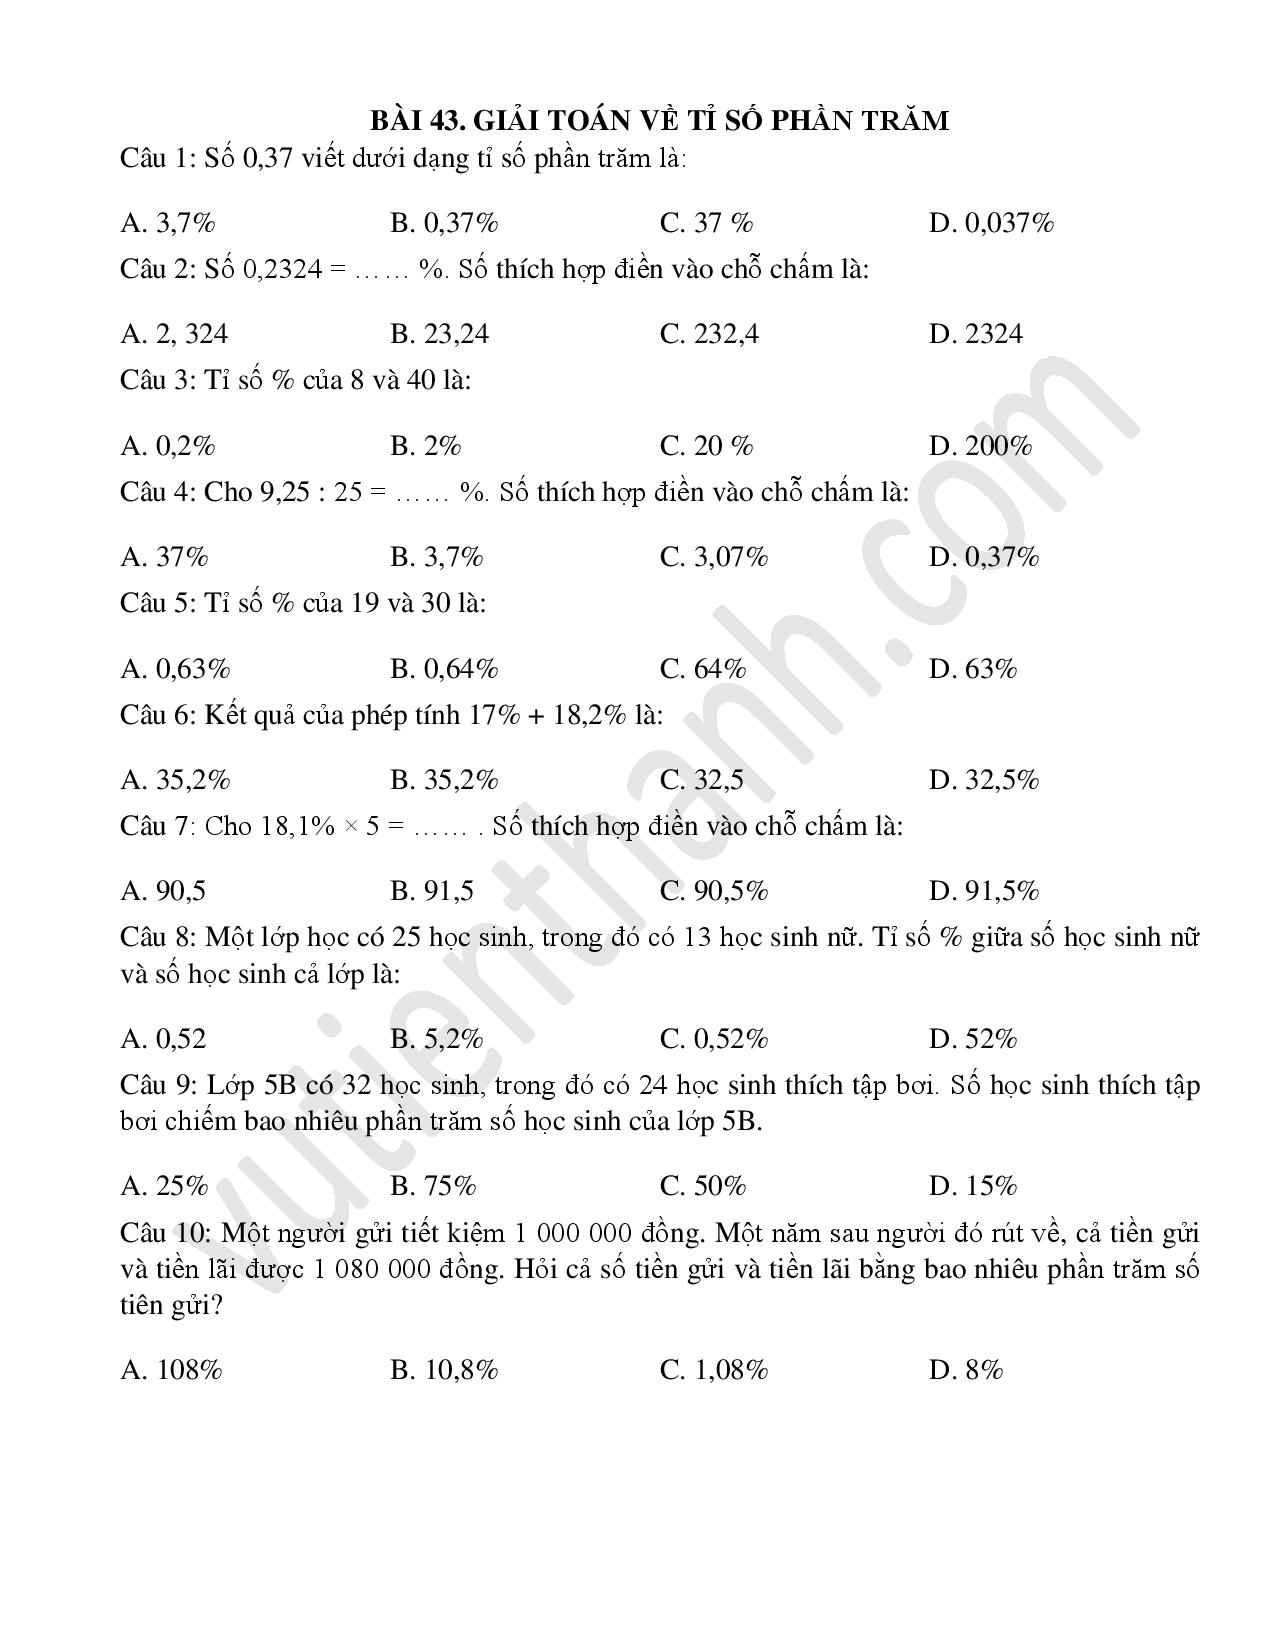 BÀI 43. GIẢI TOÁN VỀ TỈ SỐ PHẦN TRĂM
Câu 1: Số 0,37 viết dưới dạng tỉ số phần trăm là:
A. 3,7% B. 0,37% C. 37 % D. 0,037%
Câu 2: Số 0,2324 = …… %. Số thích hợp điền vào chỗ chấm là:
A. 2, 324 B. 23,24 C. 232,4 D. 2324
Câu 3: Tỉ số % của 8 và 40 là:
A. 0,2% B. 2% C. 20 % D. 200%
Câu 4: Cho 9,25 : 25 = …… %. Số thích hợp điền vào chỗ chấm là:
A. 37% B. 3,7% C. 3,07% D. 0,37%
Câu 5: Tỉ số % của 19 và 30 là:
A. 0,63% B. 0,64% C. 64% D. 63%
Câu 6: Kết quả của phép tính 17% + 18,2% là:
A. 35,2% B. 35,2% C. 32,5 D. 32,5%
Câu 7: Cho 18,1% × 5 = …… . Số thích hợp điền vào chỗ chấm là:
A. 90,5 B. 91,5 C. 90,5% D. 91,5%
Câu 8: Một lớp học có 25 học sinh, trong đó có 13 học sinh nữ. Tỉ số % giữa số học sinh nữ
và số học sinh cả lớp là:
A. 0,52 B. 5,2% C. 0,52% D. 52%
Câu 9: Lớp 5B có 32 học sinh, trong đó có 24 học sinh thích tập bơi. Số học sinh thích tập
bơi chiếm bao nhiêu phần trăm số học sinh của lớp 5B.
A. 25% B. 75% C. 50% D. 15%
Câu 10: Một người gửi tiết kiệm 1 000 000 đồng. Một năm sau người đó rút về, cả tiền gửi
và tiền lãi được 1 080 000 đồng. Hỏi cả số tiền gửi và tiền lãi bằng bao nhiêu phần trăm số
tiên gửi?
A. 108% B. 10,8% C. 1,08% D. 8%
vutienthanh.com